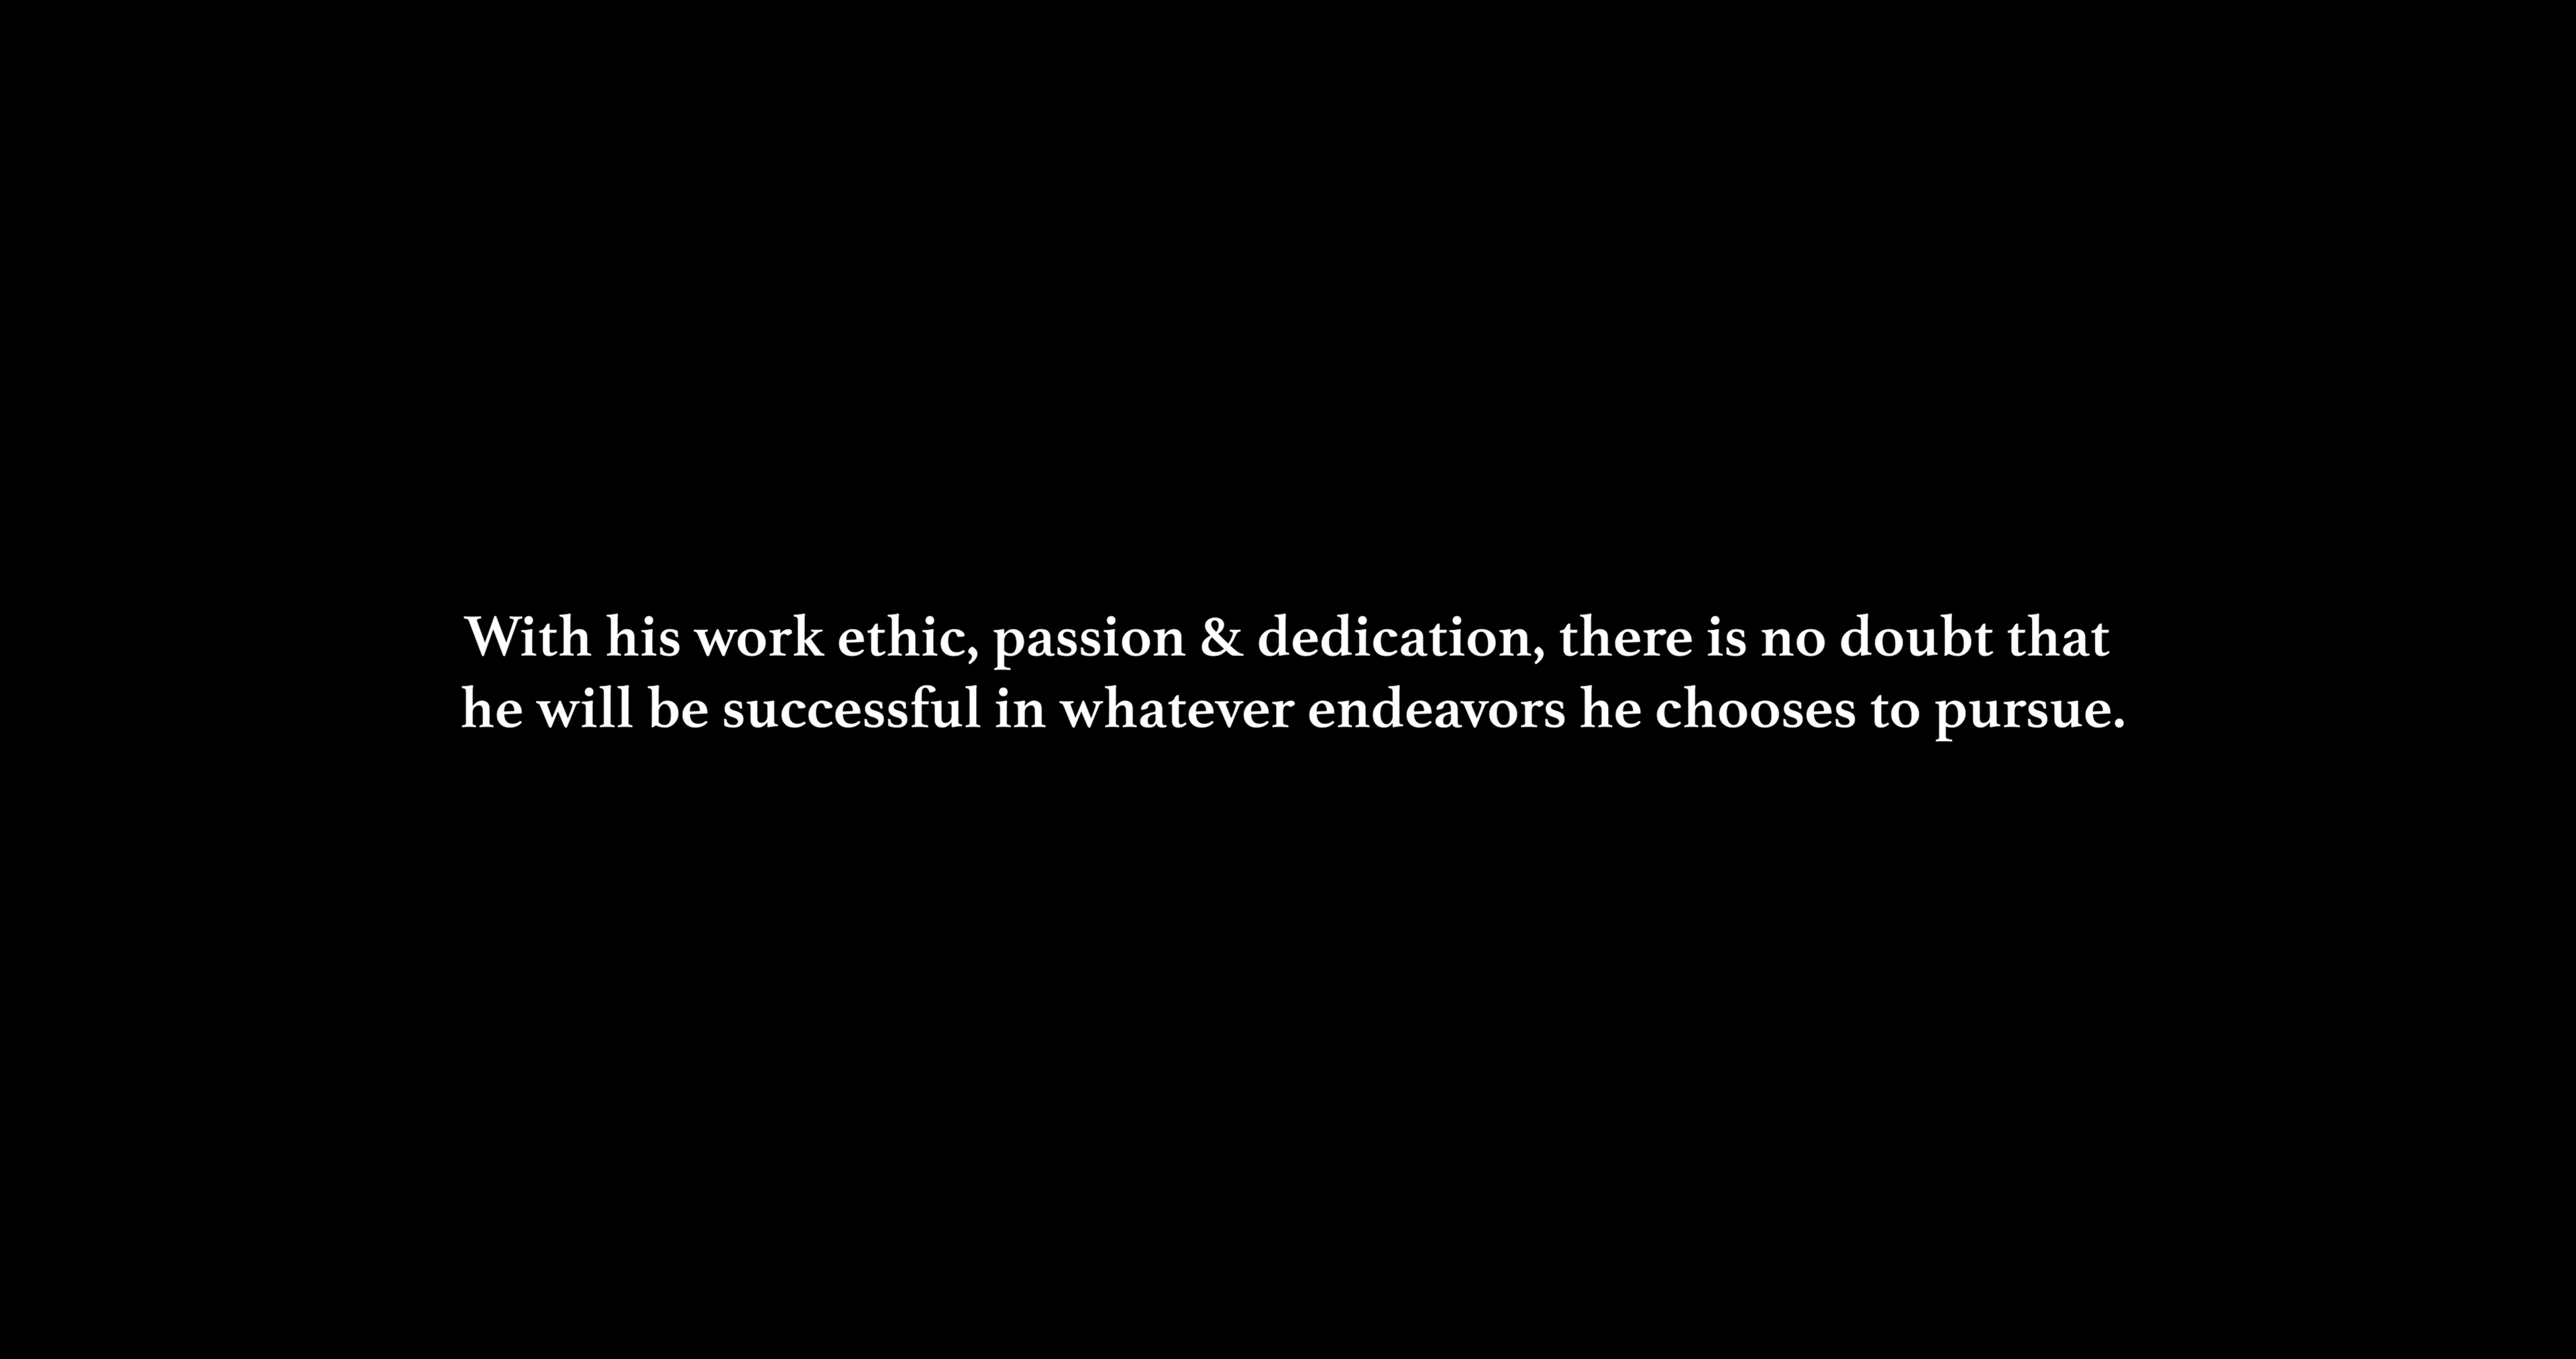 With his work ethic, passion & dedication, there is no doubt that
he will be successful in whatever endeavors he chooses to pursue.